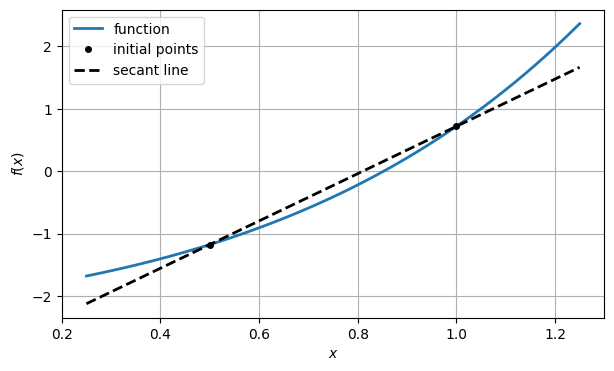 function
initial points
secant line
2
1
0
−1
−2
f(x)
0.2 0.4 0.6 0.8 1.0 1.2
x